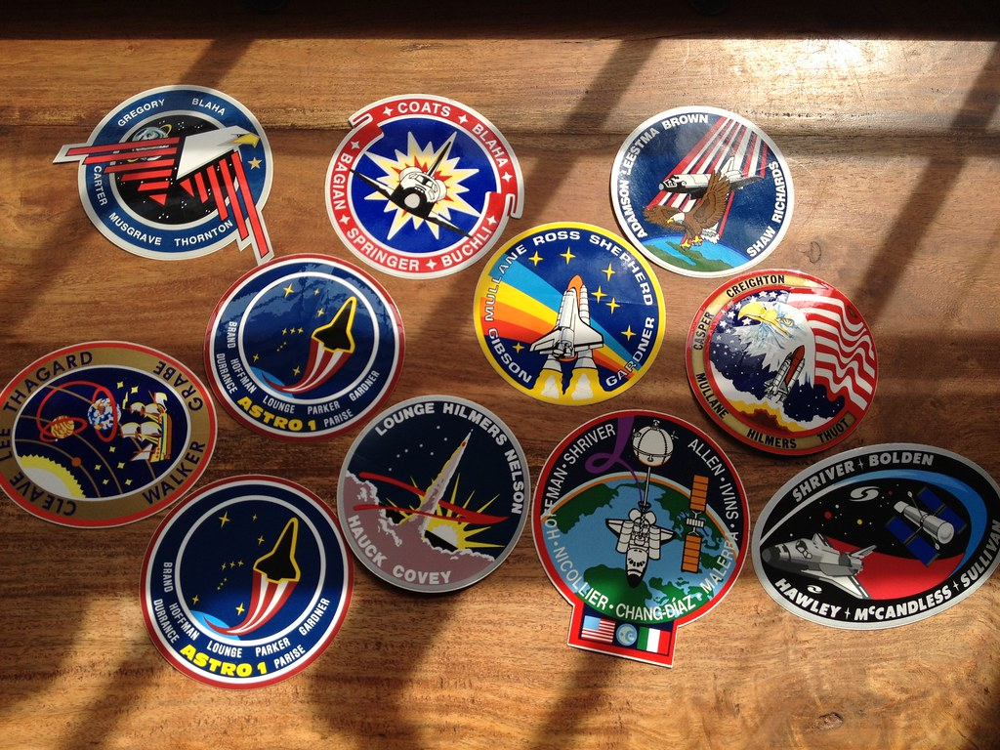 GREGORY BLAHA
CARTER MUSGRAVE THORNTON
COATS BLAHA
BAGIAN SPRINGER BUCHLI
ADAMSON LEESTMA BROWN
SHAW RICHARDS
MULLANE ROSS SHEPHERD
GIBSON GARDNER
CASPER CREIGHTON
MULLANE HILMERS THUOT
BRAND HOFFMAN LOUNGE PARKER GARDNER
DURRANCE ASTRO 1 PARISE
LEE THAGARD GRABE
CLEAVE WALKER
LOUNGE HILMERS NELSON
HAUCK COVEY
HOFFMAN·SHRIVER ALLEN·IVINS·MALERBA
NICOLLIER·CHANG-DÍAZ
SHRIVER BOLDEN
HAWLEY McCANDLESS SULLIVAN
BRAND HOFFMAN LOUNGE PARKER GARDNER
DURRANCE ASTRO 1 PARISE